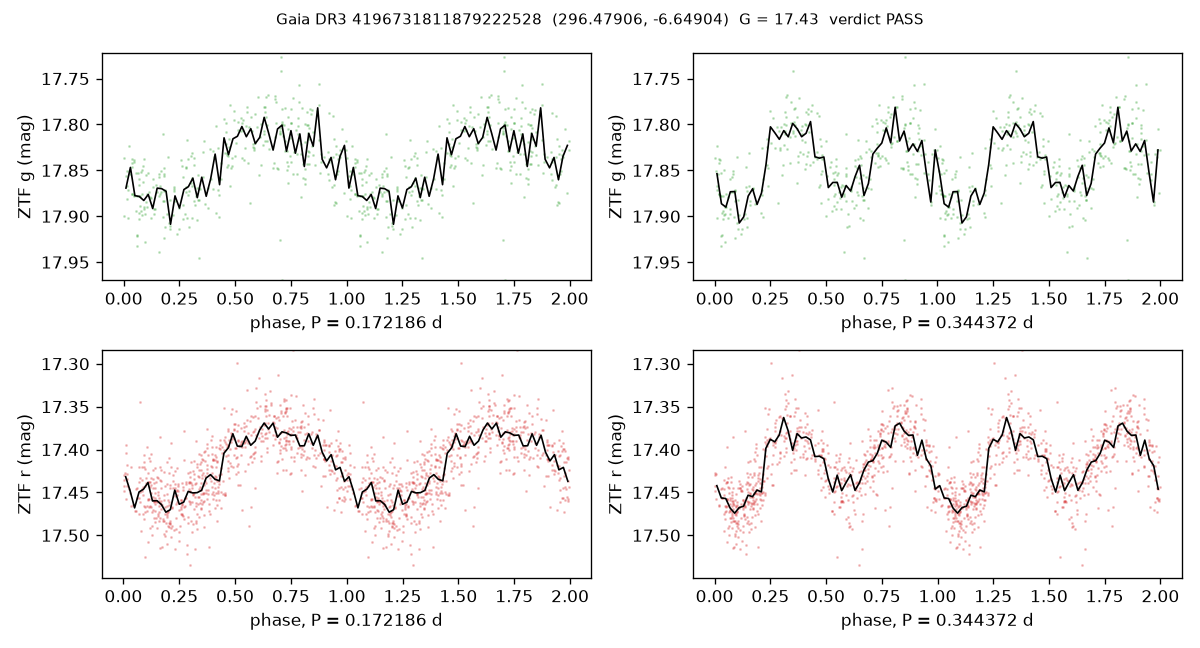 Gaia DR3 4196731811879222528  (296.47906, -6.64904)  G = 17.43  verdict PASS
ZTF g (mag)
17.75
17.80
17.85
17.90
17.95
0.00 0.25 0.50 0.75 1.00 1.25 1.50 1.75 2.00
phase, P = 0.172186 d
ZTF g (mag)
17.75
17.80
17.85
17.90
17.95
0.00 0.25 0.50 0.75 1.00 1.25 1.50 1.75 2.00
phase, P = 0.344372 d
ZTF r (mag)
17.30
17.35
17.40
17.45
17.50
0.00 0.25 0.50 0.75 1.00 1.25 1.50 1.75 2.00
phase, P = 0.172186 d
ZTF r (mag)
17.30
17.35
17.40
17.45
17.50
0.00 0.25 0.50 0.75 1.00 1.25 1.50 1.75 2.00
phase, P = 0.344372 d